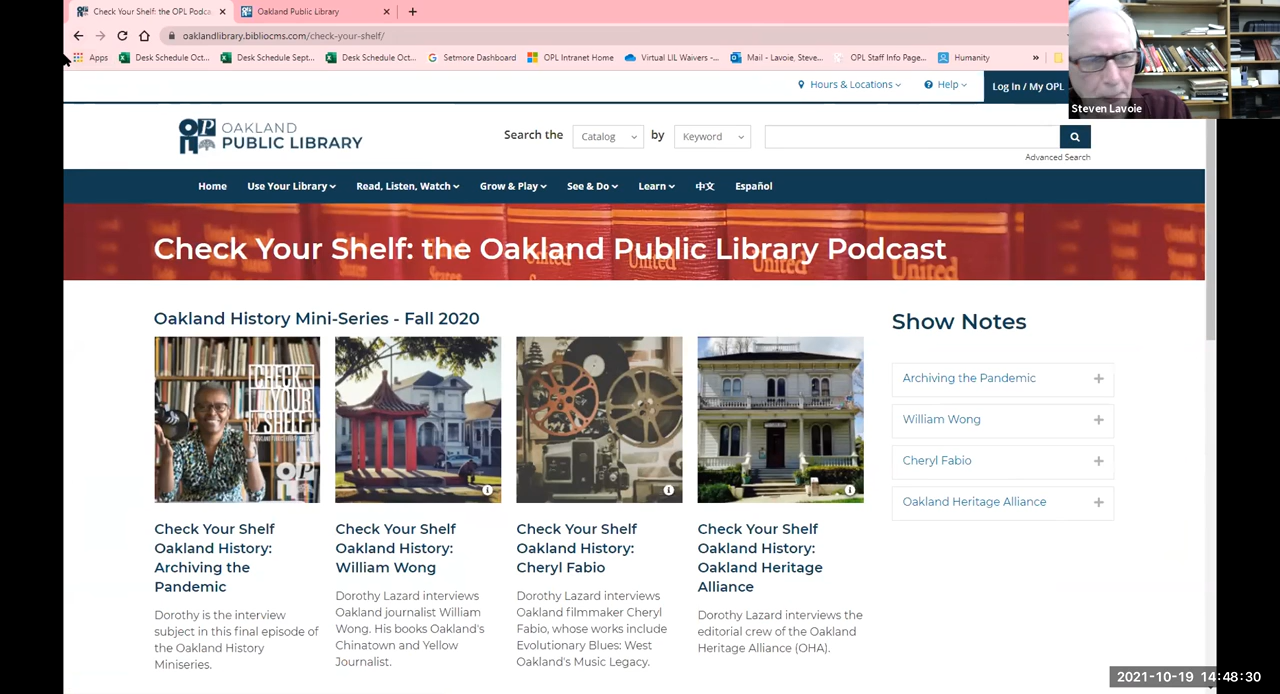 Check Your Shelf: the OPL Podca
Oakland Public Library
oaklandlibrary.bibliocms.com/check-your-shelf/
Apps
Desk Schedule Oct...
Desk Schedule Sept...
Desk Schedule Oct...
Setmore Dashboard
OPL Intranet Home
Virtual LIL Waivers -...
Mail - Lavoie, Steve...
OPL Staff Info Page...
Humanity
Steven Lavoie
Hours & Locations
Help
Log In / My OPL
OAKLAND
PUBLIC LIBRARY
Search the
Catalog
by
Keyword
Advanced Search
Home
Use Your Library
Read, Listen, Watch
Grow & Play
See & Do
Learn
中文
Español
Check Your Shelf: the Oakland Public Library Podcast
Oakland History Mini-Series - Fall 2020
Show Notes
CHECK
YOUR
SHELF
OPL
Archiving the Pandemic
William Wong
Cheryl Fabio
Oakland Heritage Alliance
Check Your Shelf
Oakland History:
Archiving the
Pandemic
Dorothy is the interview
subject in this final episode of
the Oakland History
Miniseries.
Check Your Shelf
Oakland History:
William Wong
Dorothy Lazard interviews
Oakland journalist William
Wong. His books Oakland's
Chinatown and Yellow
Journalist.
Check Your Shelf
Oakland History:
Cheryl Fabio
Dorothy Lazard interviews
Oakland filmmaker Cheryl
Fabio, whose works include
Evolutionary Blues: West
Oakland's Music Legacy.
Check Your Shelf
Oakland History:
Oakland Heritage
Alliance
Dorothy Lazard interviews the
editorial crew of the Oakland
Heritage Alliance (OHA).
2021-10-19 14:48:30